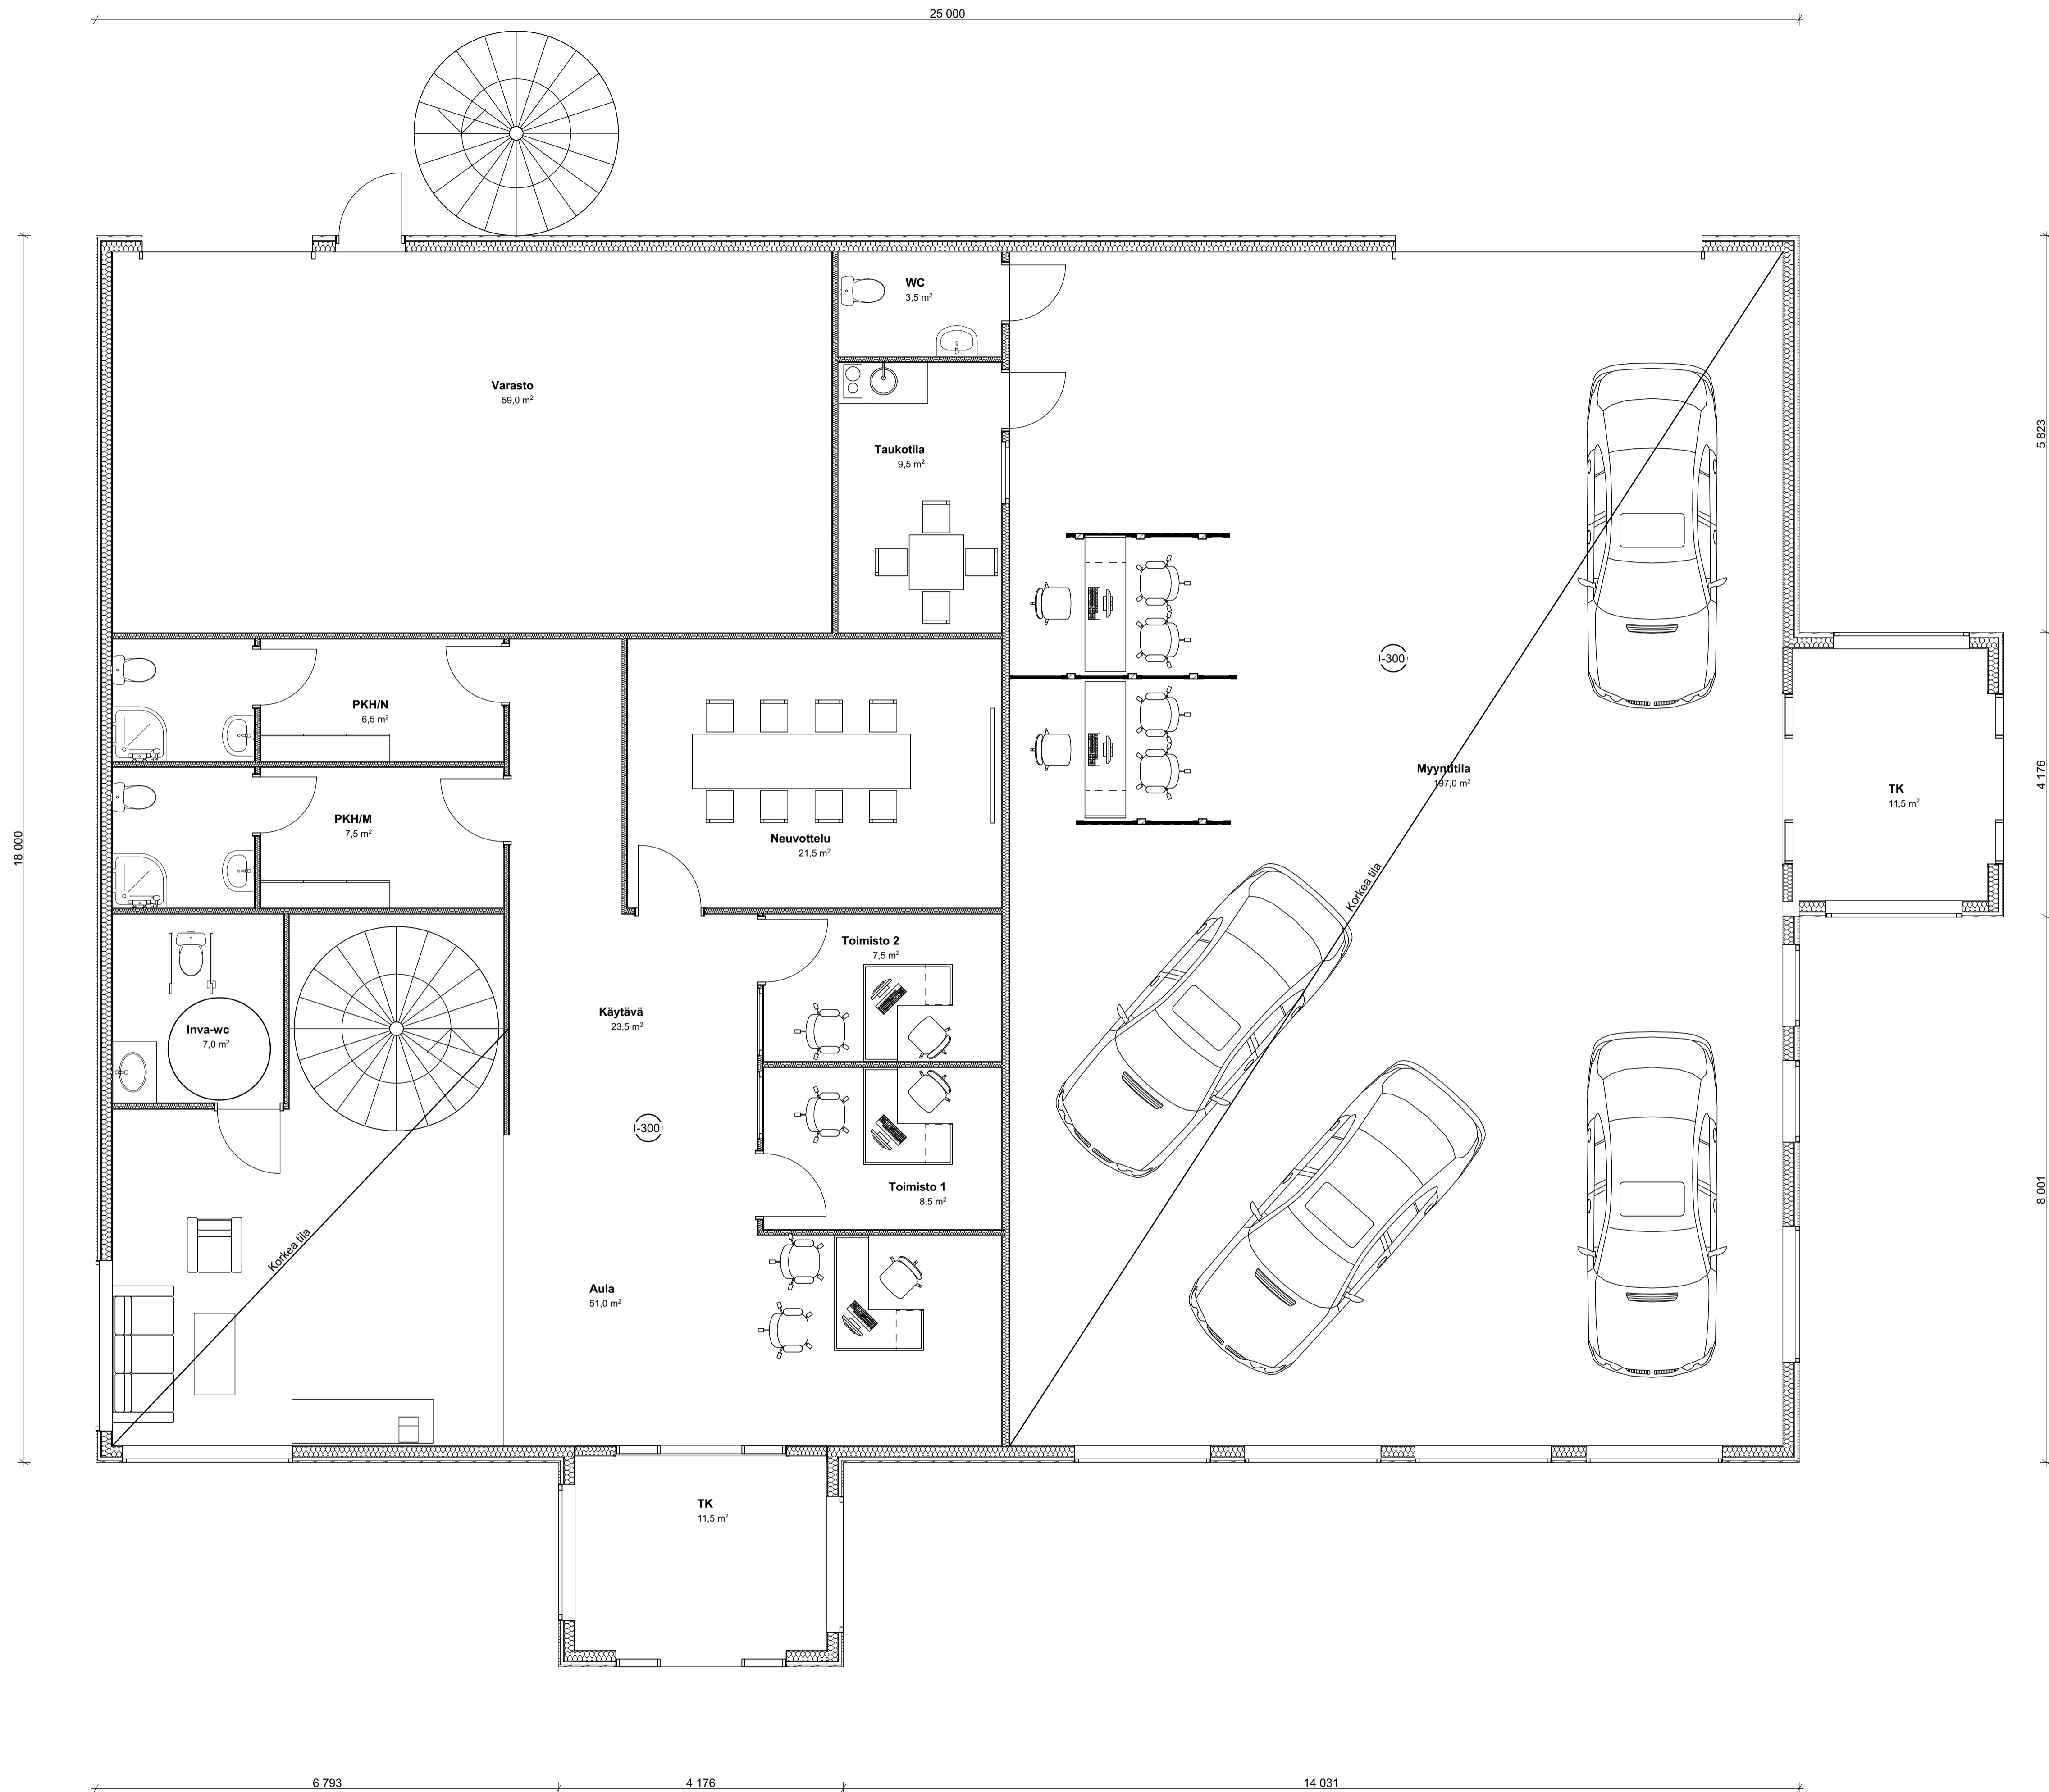 25 000
WC
3,5 m²
Varasto
59,0 m²
Taukotila
9,5 m²
5 823
-300
PKH/N
6,5 m²
Myyntitila
197,0 m²
4 176
TK
11,5 m²
PKH/M
7,5 m²
Neuvottelu
21,5 m²
18 000
Korkea tila
Toimisto 2
7,5 m²
Käytävä
23,5 m²
Inva-wc
7,0 m²
-300
Toimisto 1
8,5 m²
8 001
Korkea tila
Aula
51,0 m²
TK
11,5 m²
6 793
4 176
14 031